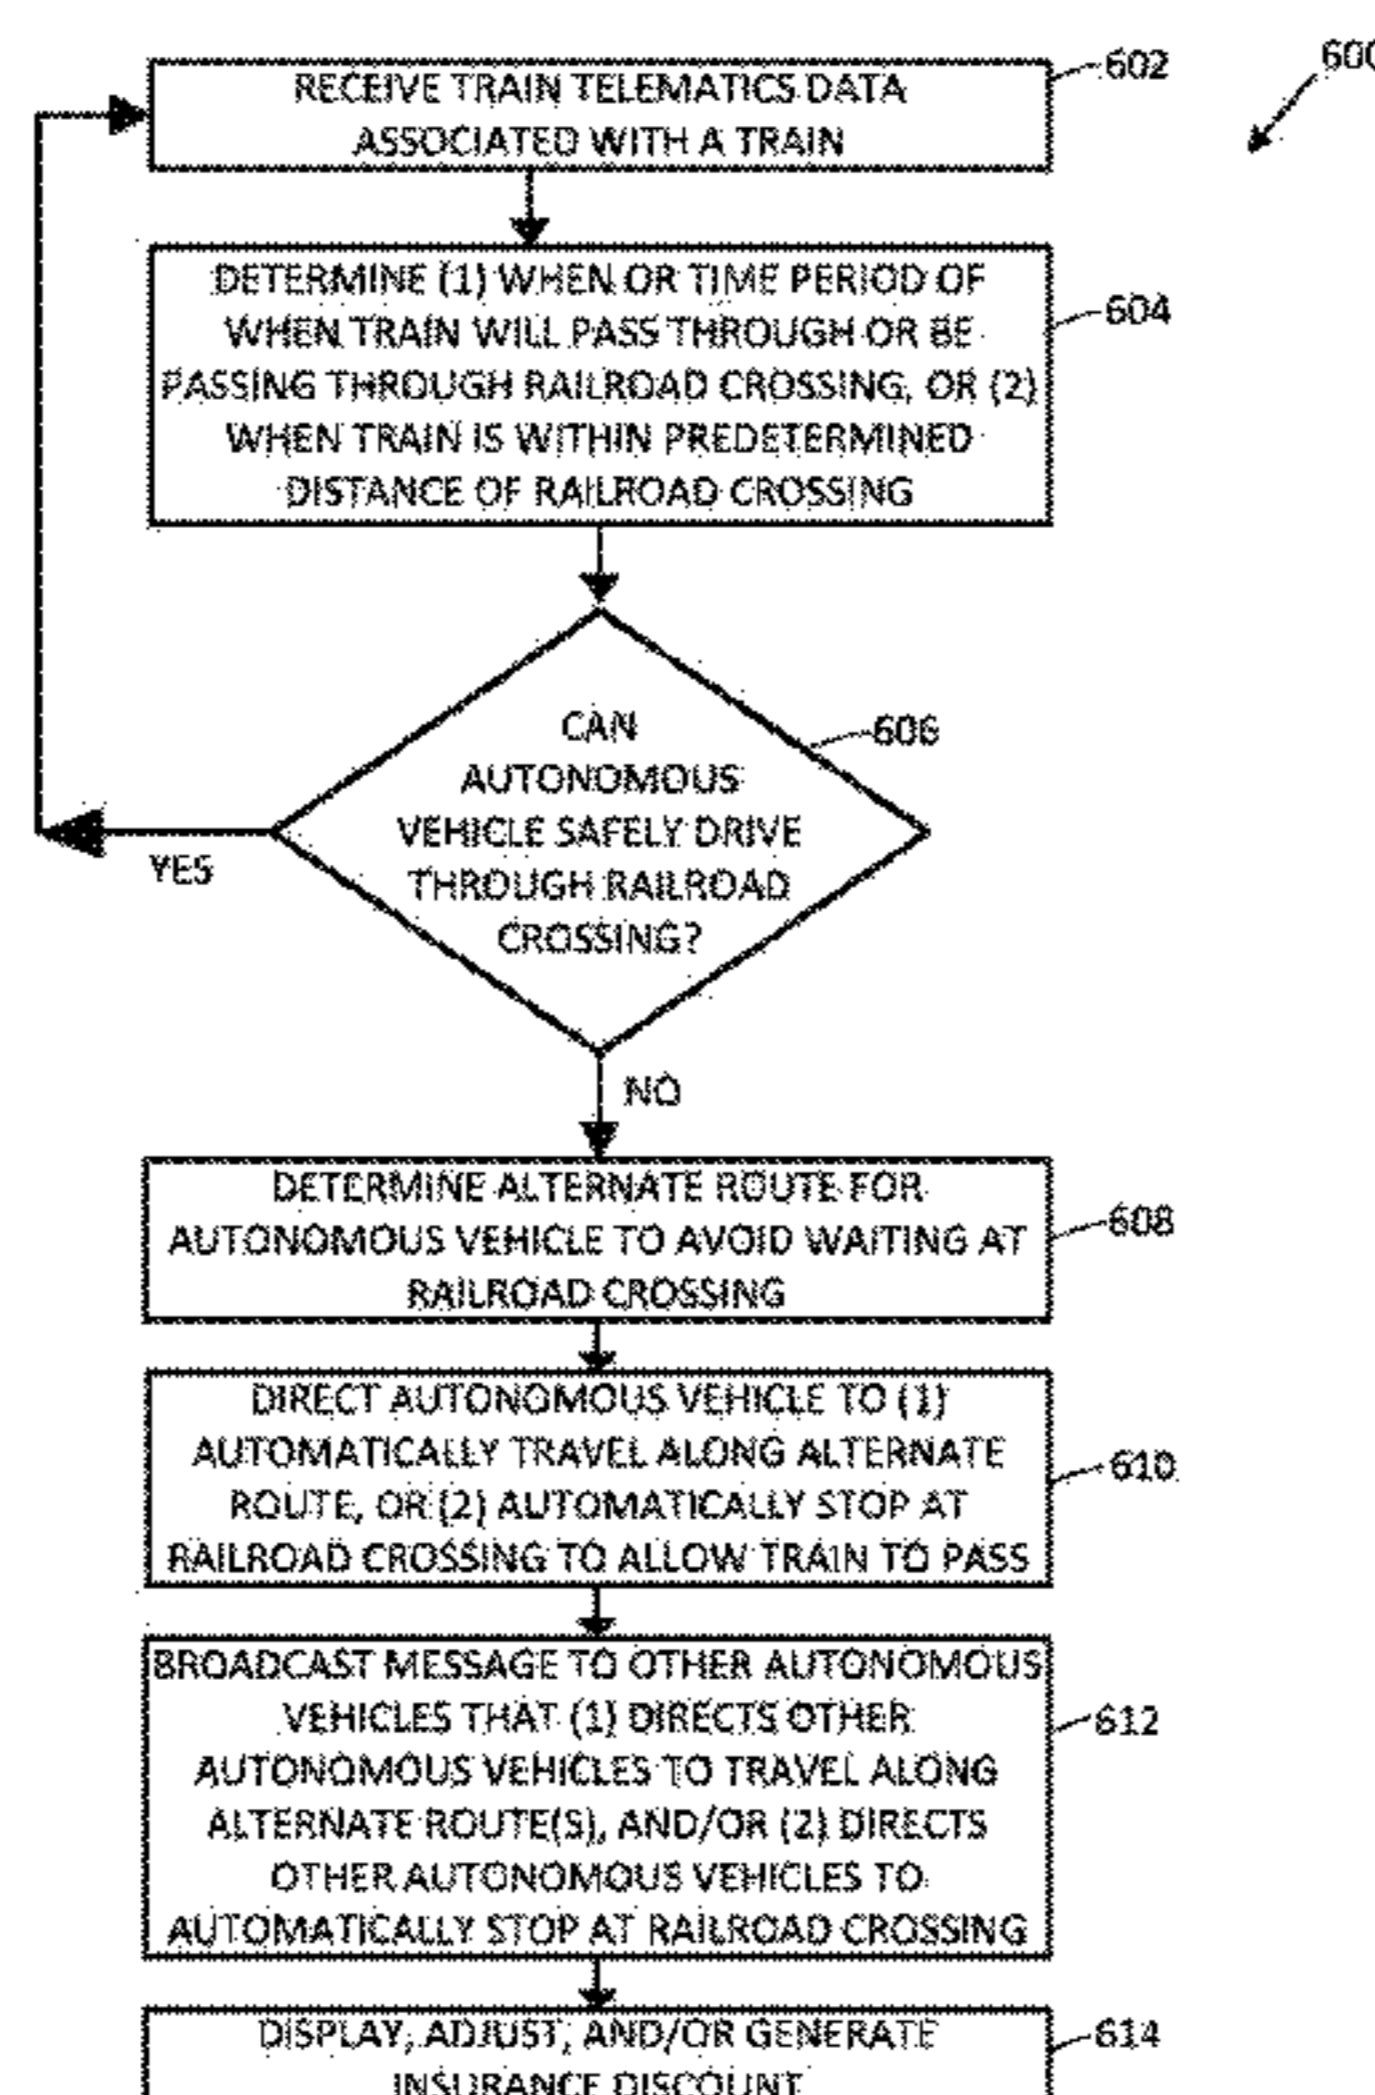 600
RECEIVE TRAIN TELEMATICS DATA
ASSOCIATED WITH A TRAIN
602
DETERMINE (1) WHEN OR TIME PERIOD OF
WHEN TRAIN WILL PASS THROUGH OR BE
PASSING THROUGH RAILROAD CROSSING, OR (2)
WHEN TRAIN IS WITHIN PREDETERMINED
DISTANCE OF RAILROAD CROSSING
604
CAN
AUTONOMOUS
VEHICLE SAFELY DRIVE
THROUGH RAILROAD
CROSSING?
606
YES
NO
DETERMINE ALTERNATE ROUTE FOR
AUTONOMOUS VEHICLE TO AVOID WAITING AT
RAILROAD CROSSING
608
DIRECT AUTONOMOUS VEHICLE TO (1)
AUTOMATICALLY TRAVEL ALONG ALTERNATE
ROUTE, OR (2) AUTOMATICALLY STOP AT
RAILROAD CROSSING TO ALLOW TRAIN TO PASS
610
BROADCAST MESSAGE TO OTHER AUTONOMOUS
VEHICLES THAT (1) DIRECTS OTHER
AUTONOMOUS VEHICLES TO TRAVEL ALONG
ALTERNATE ROUTE(S), AND/OR (2) DIRECTS
OTHER AUTONOMOUS VEHICLES TO
AUTOMATICALLY STOP AT RAILROAD CROSSING
612
DISPLAY, ADJUST, AND/OR GENERATE
INSURANCE DISCOUNT
614